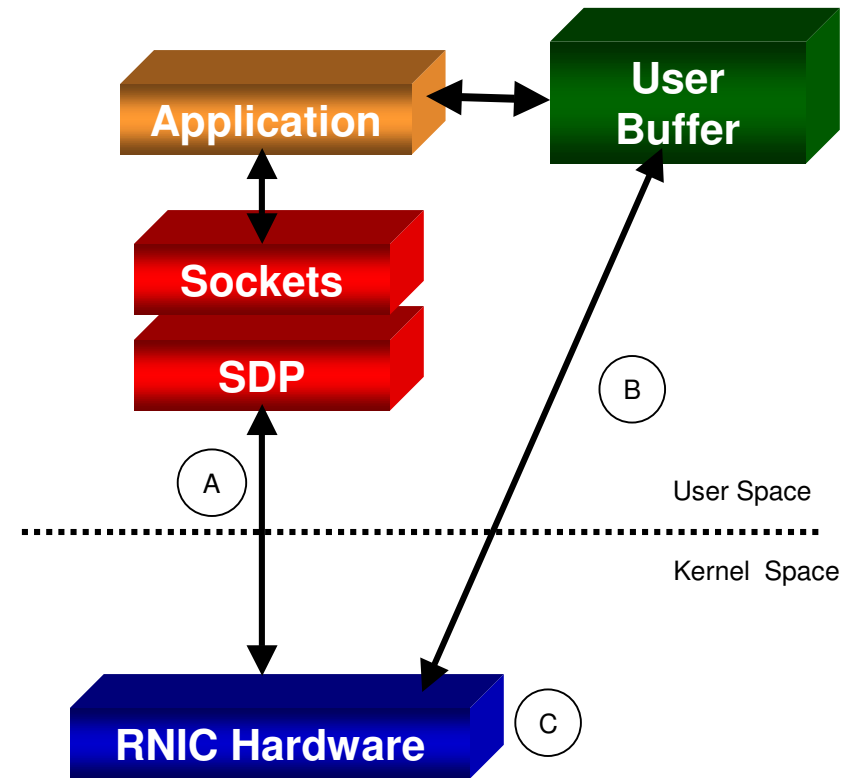 User
Buffer
Application
Sockets
SDP
B
A
User Space
Kernel Space
C
RNIC Hardware